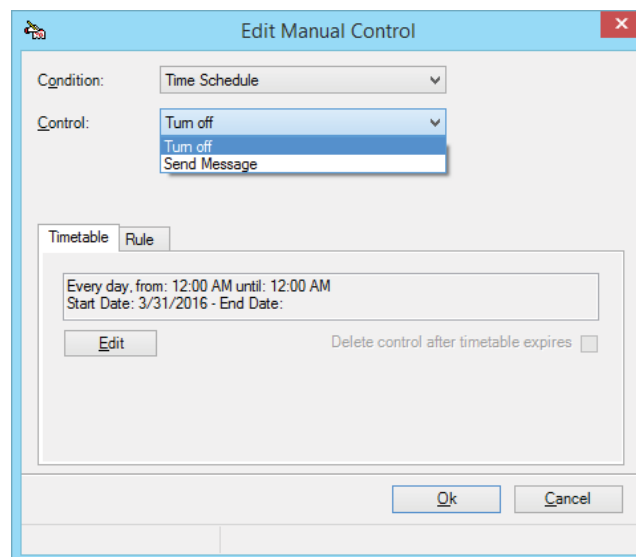 Edit Manual Control
Condition: Time Schedule
Control: Turn off
Turn off
Send Message
Timetable Rule
Every day, from: 12:00 AM until: 12:00 AM
Start Date: 3/31/2016 - End Date:
Edit Delete control after timetable expires
Ok Cancel